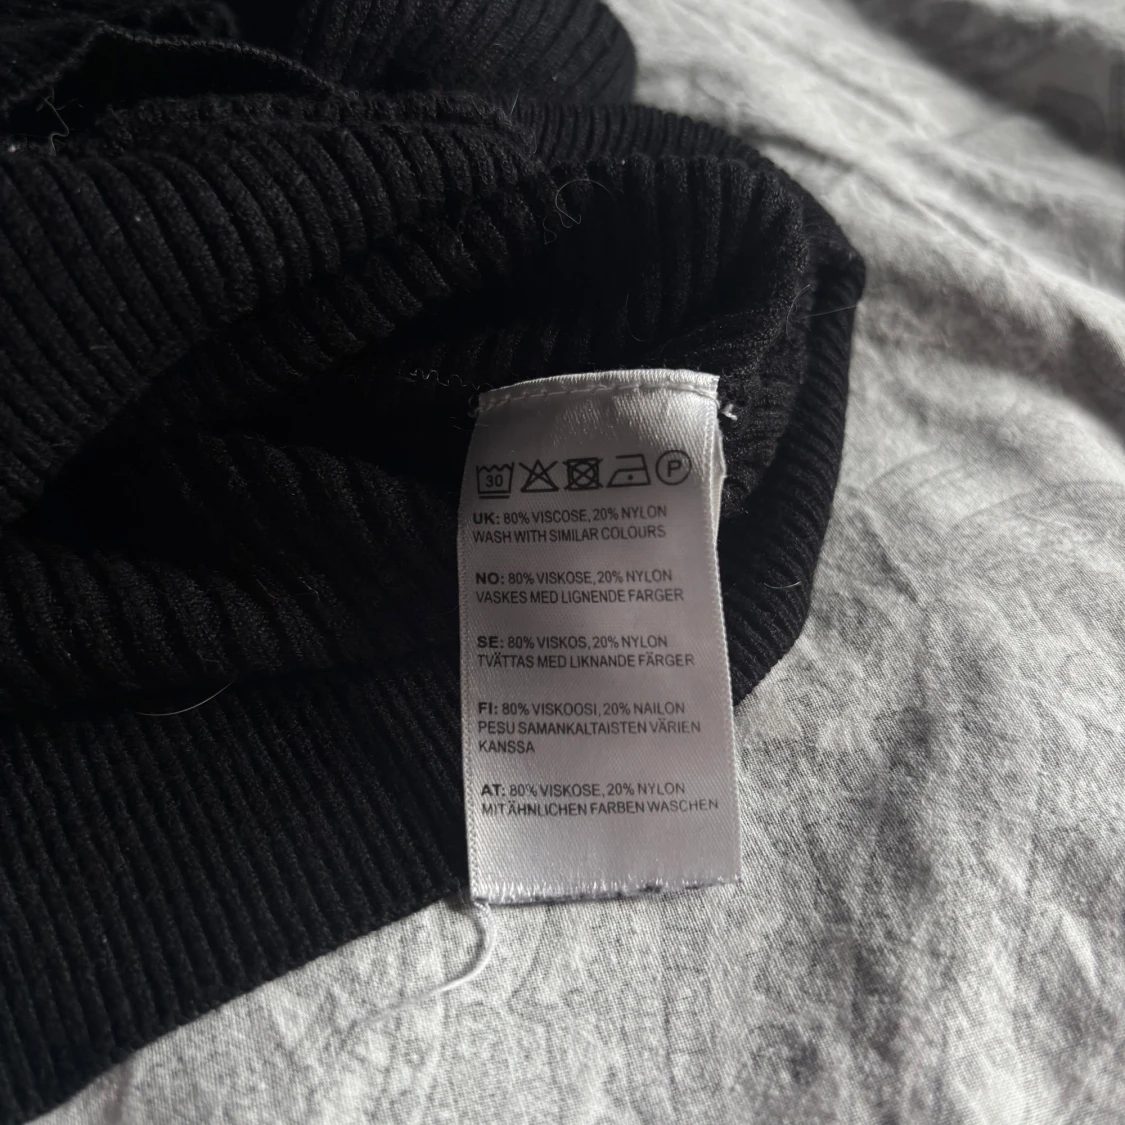 30 P
UK: 80% VISCOSE, 20% NYLON
WASH WITH SIMILAR COLOURS
NO: 80% VISKOSE, 20% NYLON
VASKES MED LIGNENDE FARGER
SE: 80% VISKOS, 20% NYLON
TVÄTTAS MED LIKNANDE FÄRGER
FI: 80% VISKOOSI, 20% NAILON
PESU SAMANKALTAISTEN VÄRIEN
KANSSA
AT: 80% VISKOSE, 20% NYLON
MIT ÄHNLICHEN FARBEN WASCHEN